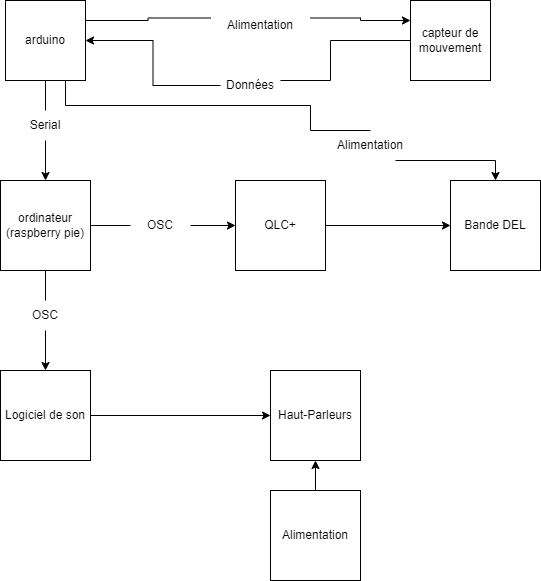 arduino
Alimentation
capteur de
mouvement
Données
Serial
Alimentation
ordinateur
(raspberry pie)
OSC
QLC+
Bande DEL
OSC
Logiciel de son
Haut-Parleurs
Alimentation